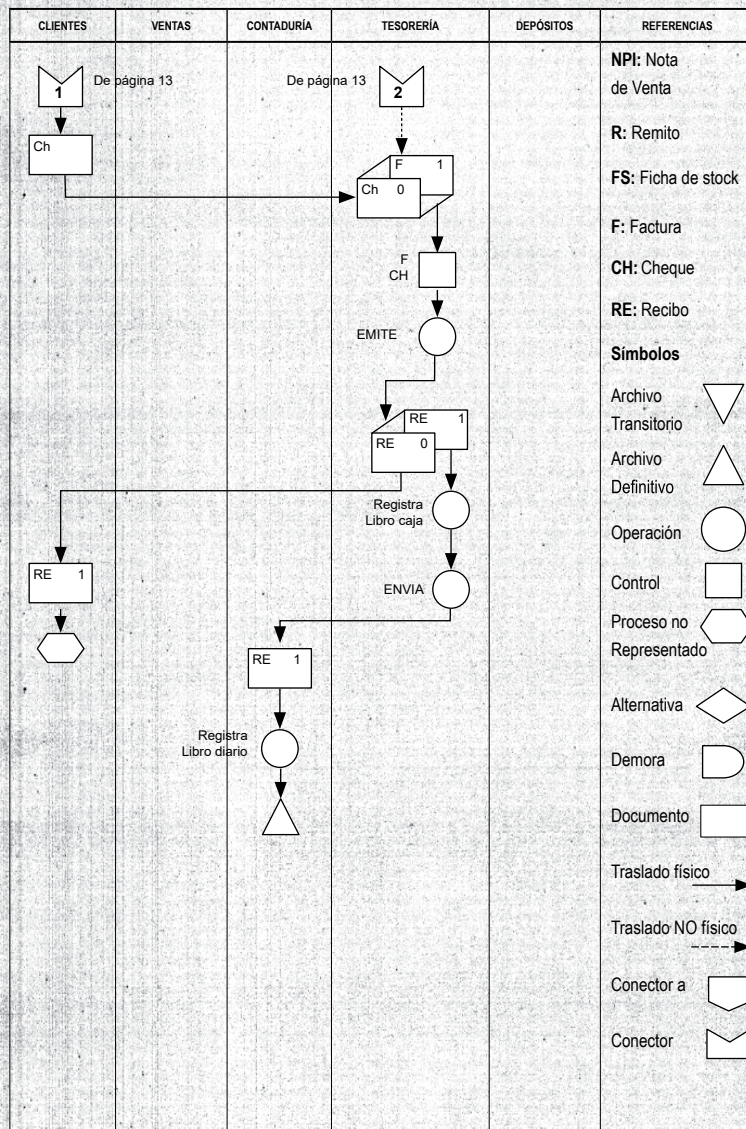 CLIENTES
VENTAS
CONTADURÍA
TESORERÍA
DEPÓSITOS
REFERENCIAS
1
De página 13
De página 13
2
Ch
F 1
Ch 0
F
CH
EMITE
RE 1
RE 0
Registra
Libro caja
RE 1
ENVIA
RE 1
Registra
Libro diario
NPI: Nota
de Venta
R: Remito
FS: Ficha de stock
F: Factura
CH: Cheque
RE: Recibo
Símbolos
Archivo
Transitorio
Archivo
Definitivo
Operación
Control
Proceso no
Representado
Alternativa
Demora
Documento
Traslado físico
Traslado NO físico
Conector a
Conector